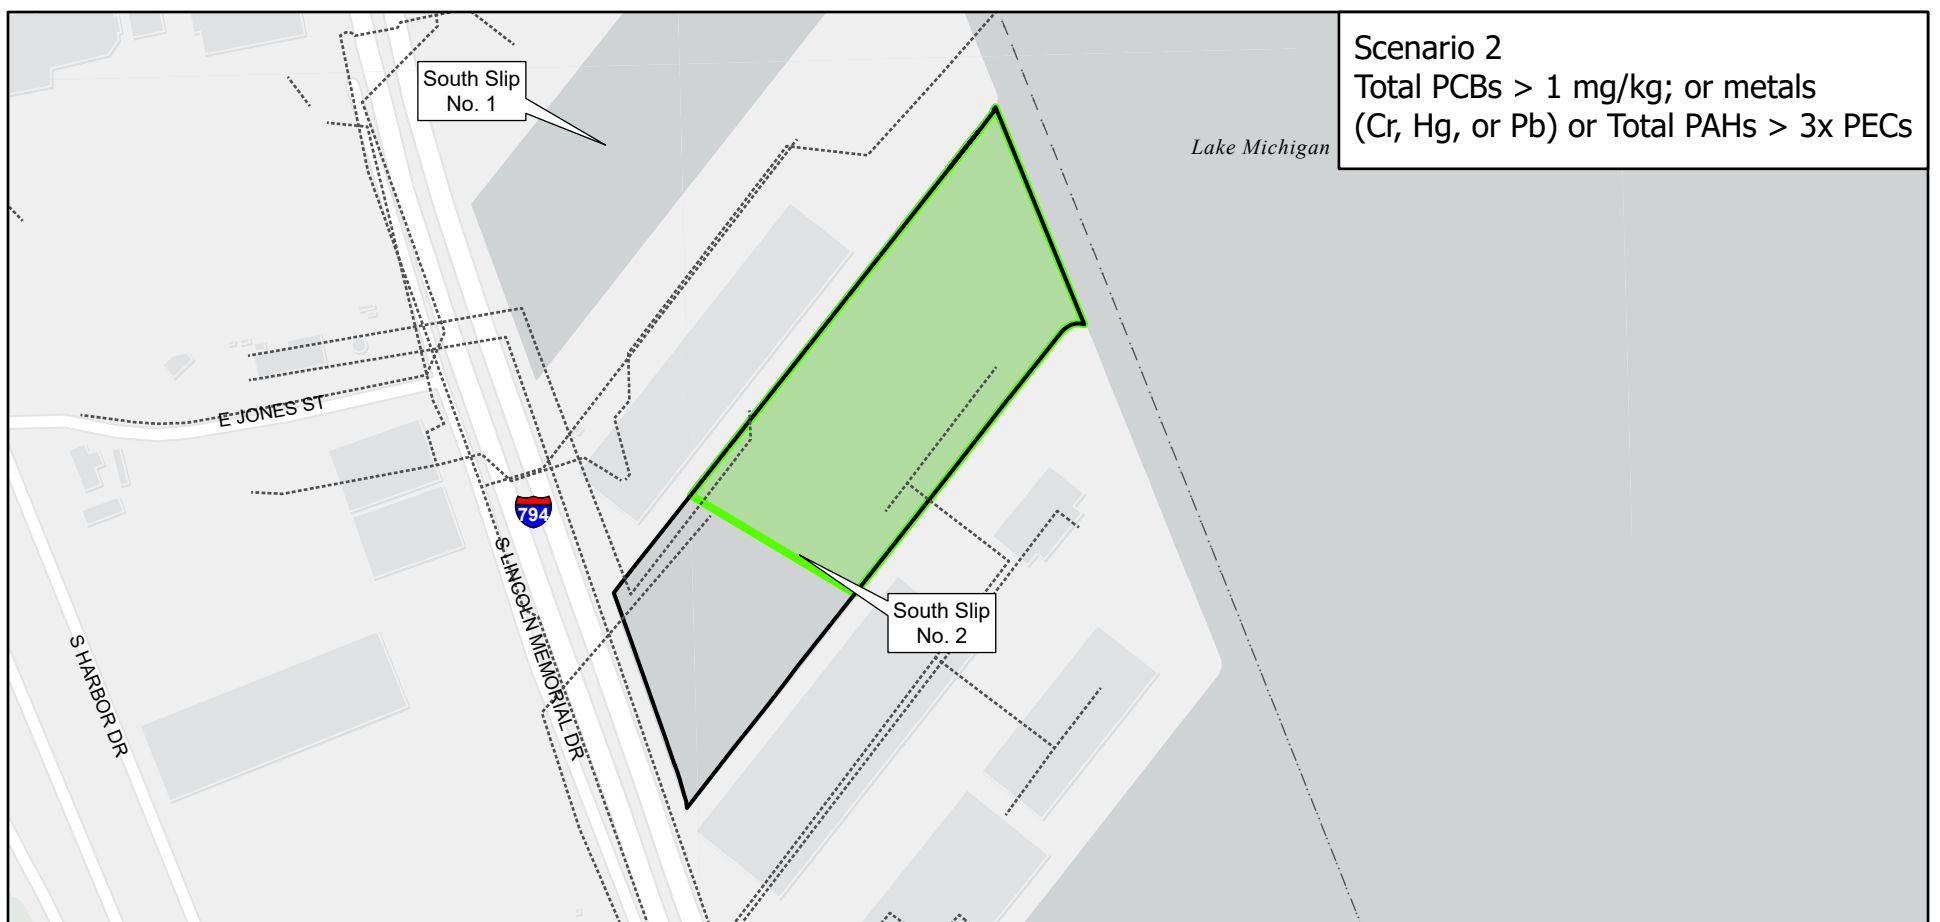 Scenario 2
Total PCBs > 1 mg/kg; or metals
(Cr, Hg, or Pb) or Total PAHs > 3x PECs
South Slip
No. 1
Lake Michigan
E JONES ST
794
S LINCOLN MEMORIAL DR
South Slip
No. 2
S HARBOR DR